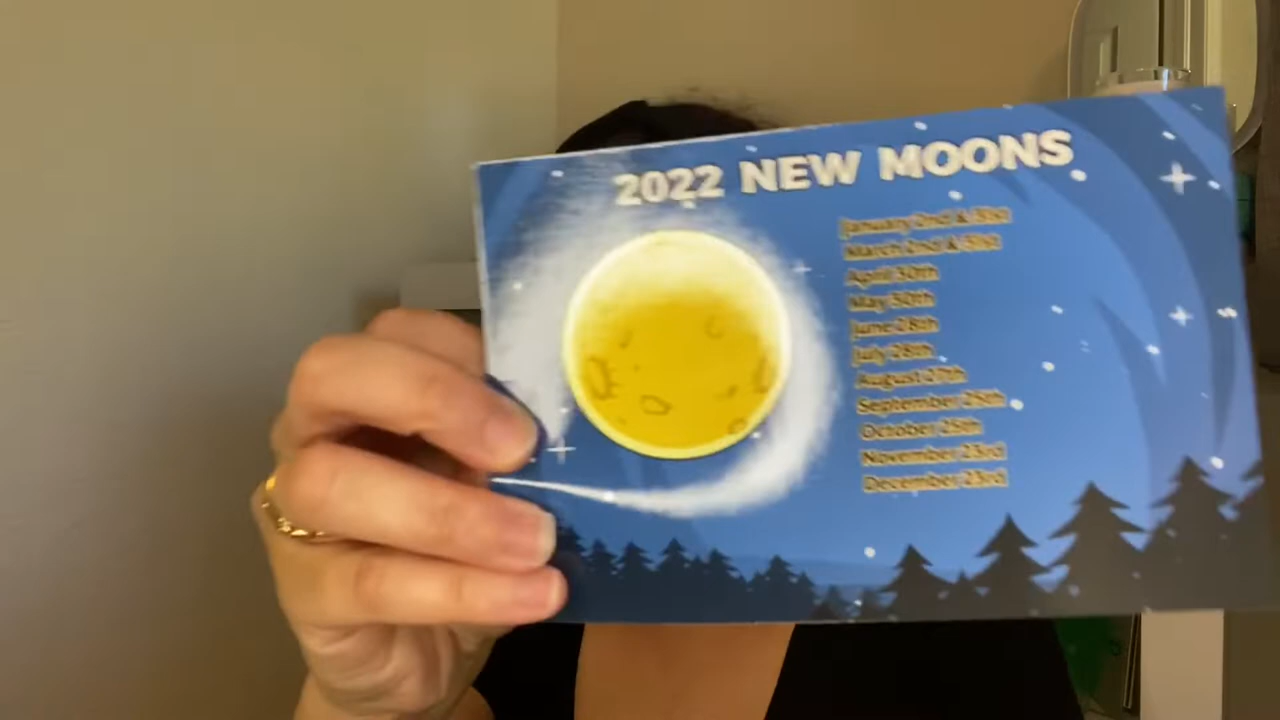 2022 NEW MOONS
January 2nd & 31st
March 2nd & 31st
April 30th
May 30th
June 28th
July 28th
August 27th
September 25th
October 25th
November 23rd
December 23rd